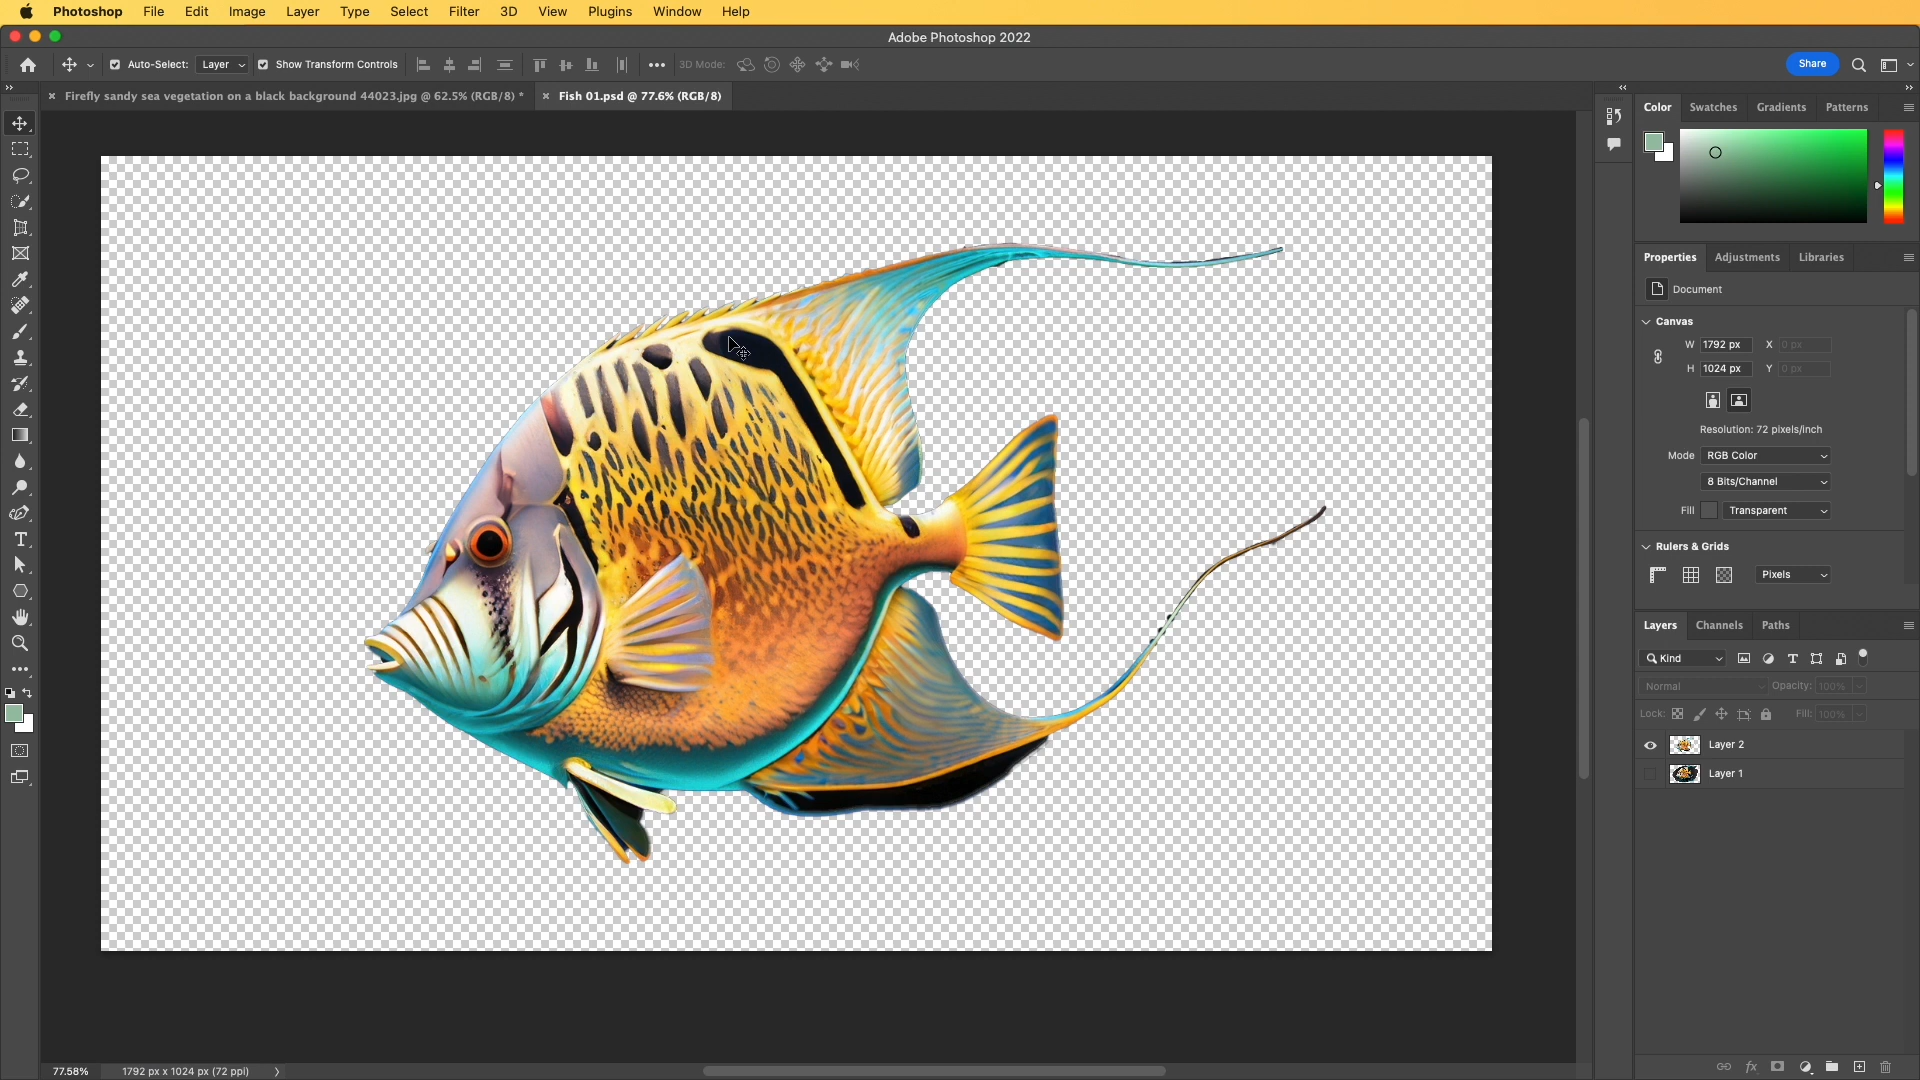 Photoshop File Edit Image Layer Type Select Filter 3D View Plugins Window Help
Adobe Photoshop 2022
Auto-Select: Layer Show Transform Controls 3D Mode: Share
Firefly sandy sea vegetation on a black background 44023.jpg @ 62.5% (RGB/8) *
Fish 01.psd @ 77.6% (RGB/8)
Color Swatches Gradients Patterns
Properties Adjustments Libraries
Document
Canvas
W 1792 px X 0 px
H 1024 px Y 0 px
Resolution: 72 pixels/inch
Mode RGB Color
8 Bits/Channel
Fill Transparent
Rulers & Grids
Pixels
Layers Channels Paths
Kind
Normal Opacity: 100%
Lock: Fill: 100%
Layer 2
Layer 1
77.58% 1792 px x 1024 px (72 ppi)